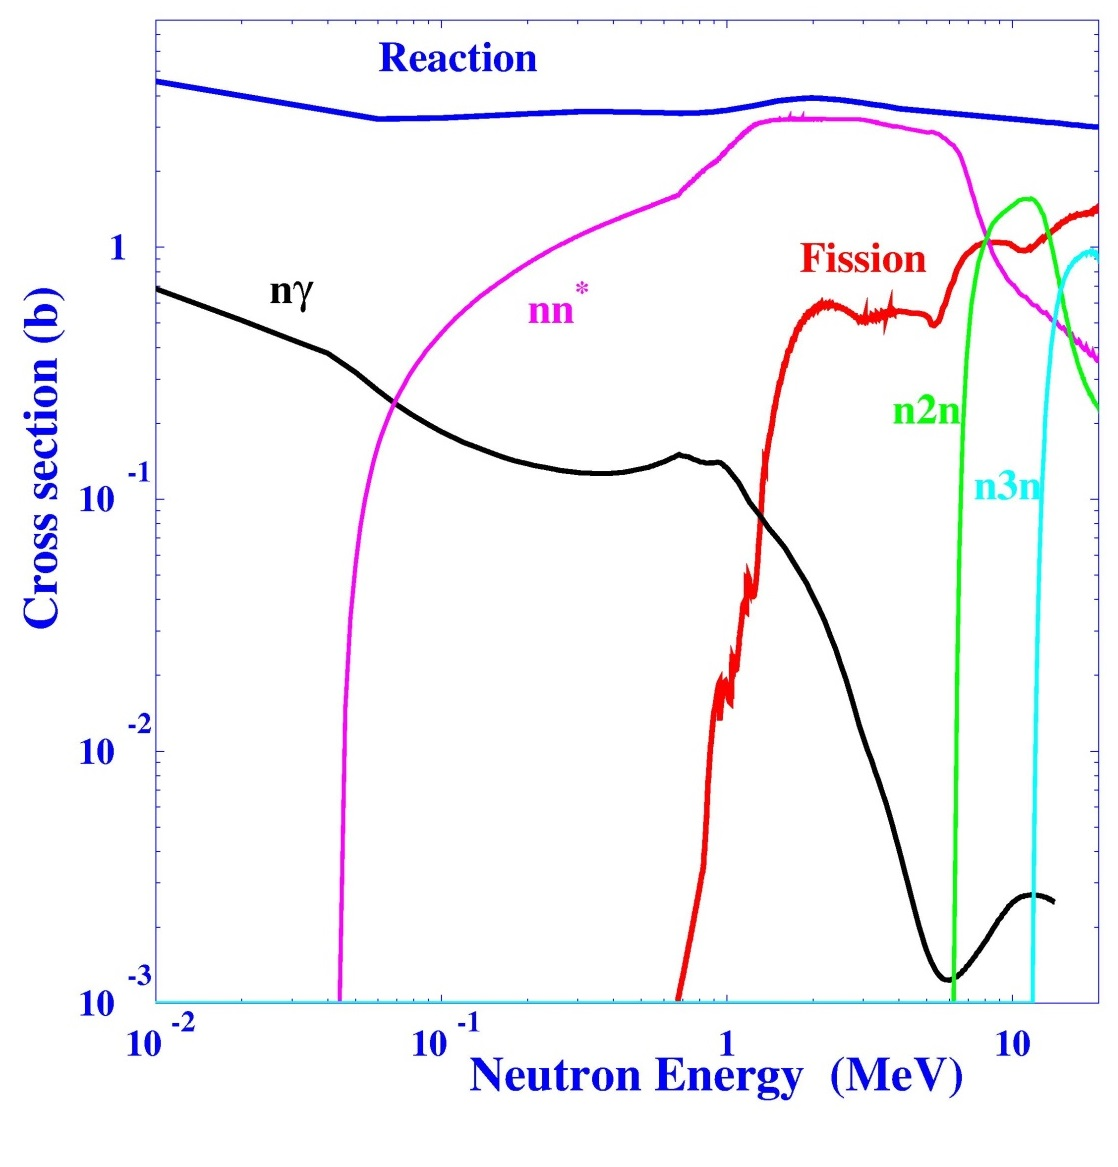 Reaction
1
Fission
nγ
nn*
n2n
n3n
10 -1
10 -2
10 -3
Cross section (b)
10 -2
10 -1
1
10
Neutron Energy (MeV)